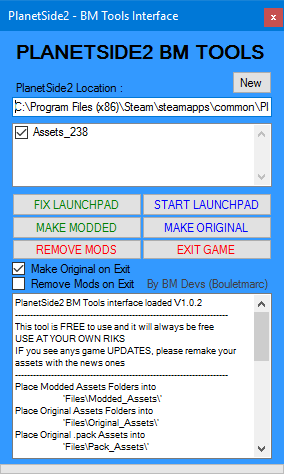 PlanetSide2 - BM Tools Interface
x
PLANETSIDE2 BM TOOLS
PlanetSide2 Location :
New
C:\Program Files (x86)\Steam\steamapps\common\Pl
Assets_238
FIX LAUNCHPAD
START LAUNCHPAD
MAKE MODDED
MAKE ORIGINAL
REMOVE MODS
EXIT GAME
Make Original on Exit
Remove Mods on Exit
By BM Devs (Bouletmarc)
PlanetSide2 BM Tools interface loaded V1.0.2
--------------------------------------------------------------------
This tool is FREE to use and it will always be free
USE AT YOUR OWN RIKS
IF you see anys game UPDATES, please remake your
assets with the news ones
--------------------------------------------------------------------
Place Modded Assets Folders into
'Files\Modded_Assets\'
Place Original Assets Folders into
'Files\Original_Assets\'
Place Original .pack Assets into
'Files\Pack_Assets\'